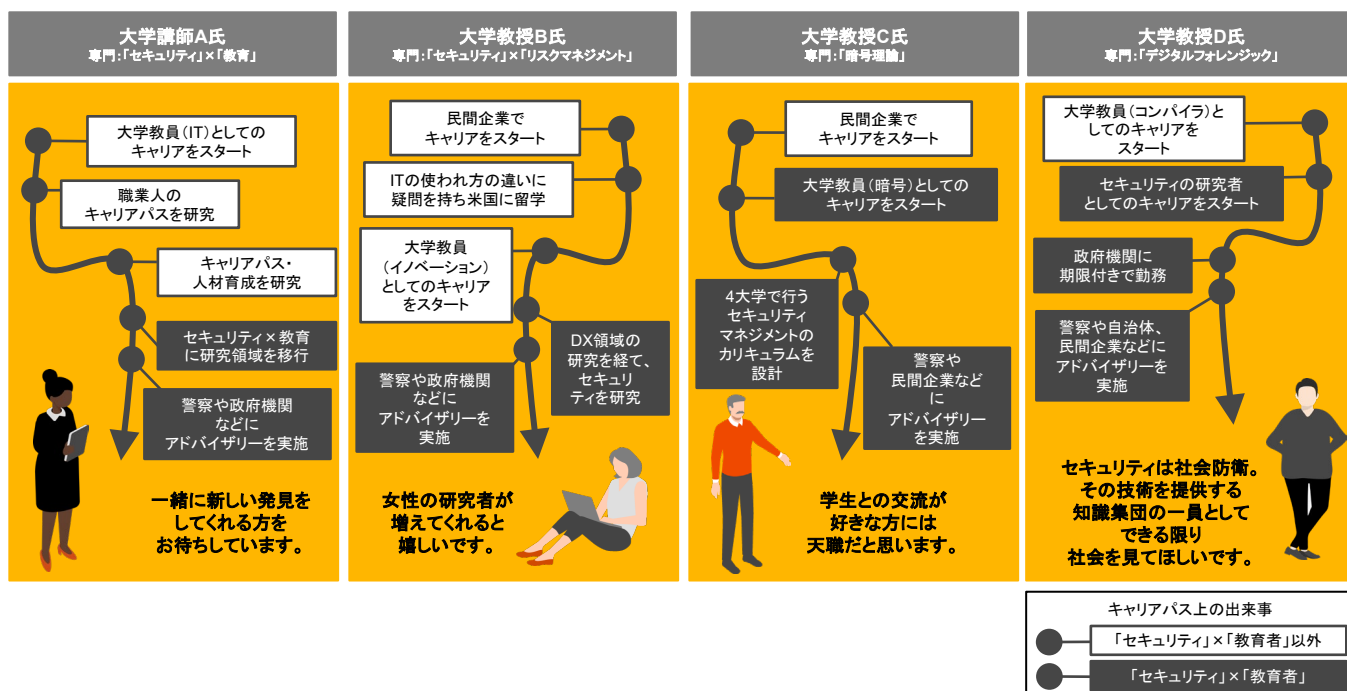 大学講師A氏
専門:「セキュリティ」×「教育」
大学教員(IT)としての
キャリアをスタート
職業人の
キャリアパスを研究
キャリアパス・
人材育成を研究
セキュリティ×教育
に研究領域を移行
警察や政府機関
などに
アドバイザリーを実施
一緒に新しい発見を
してくれる方を
お待ちしています。
大学教授B氏
専門:「セキュリティ」×「リスクマネジメント」
民間企業で
キャリアをスタート
ITの使われ方の違いに
疑問を持ち米国に留学
大学教員
(イノベーション)
としてのキャリア
をスタート
DX領域の
研究を経て、
セキュリ
ティを研究
警察や政府機関
などに
アドバイザリーを
実施
女性の研究者が
増えてくれると
嬉しいです。
大学教授C氏
専門:「暗号理論」
民間企業で
キャリアをスタート
大学教員(暗号)としての
キャリアをスタート
4大学で行う
セキュリティ
マネジメントの
カリキュラムを
設計
警察や
民間企業など
に
アドバイザリー
を実施
学生との交流が
好きな方には
天職だと思います。
大学教授D氏
専門:「デジタルフォレンジック」
大学教員(コンパイラ)と
してのキャリアを
スタート
セキュリティの研究者
としてのキャリアをスタート
政府機関に
期限付きで勤務
警察や自治体、
民間企業などに
アドバイザリーを
実施
セキュリティは社会防衛。
その技術を提供する
知識集団の一員として
できる限り
社会を見てほしいです。
キャリアパス上の出来事
「セキュリティ」×「教育者」以外
「セキュリティ」×「教育者」